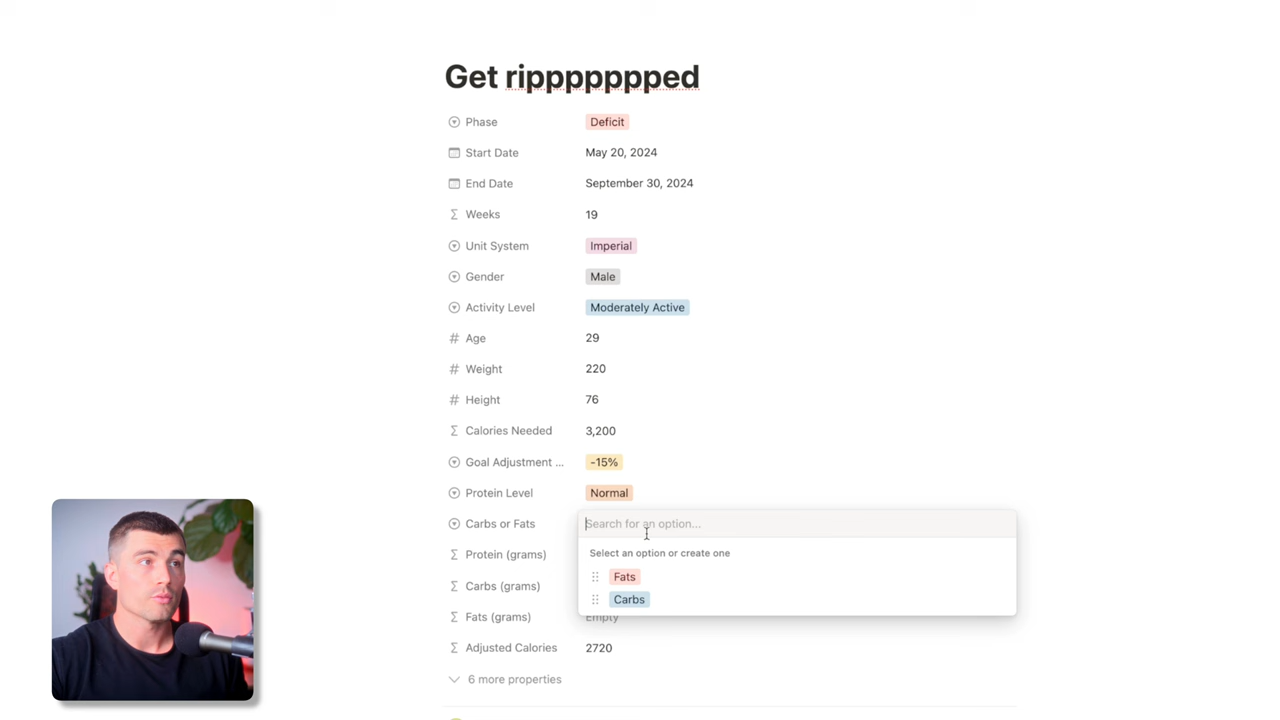 Get rippppppped
Phase Deficit
Start Date May 20, 2024
End Date September 30, 2024
Weeks 19
Unit System Imperial
Gender Male
Activity Level Moderately Active
Age 29
Weight 220
Height 76
Calories Needed 3,200
Goal Adjustment ... -15%
Protein Level Normal
Carbs or Fats Search for an option...
Select an option or create one
Protein (grams)
Fats
Carbs (grams)
Carbs
Fats (grams) Empty
Adjusted Calories 2720
6 more properties